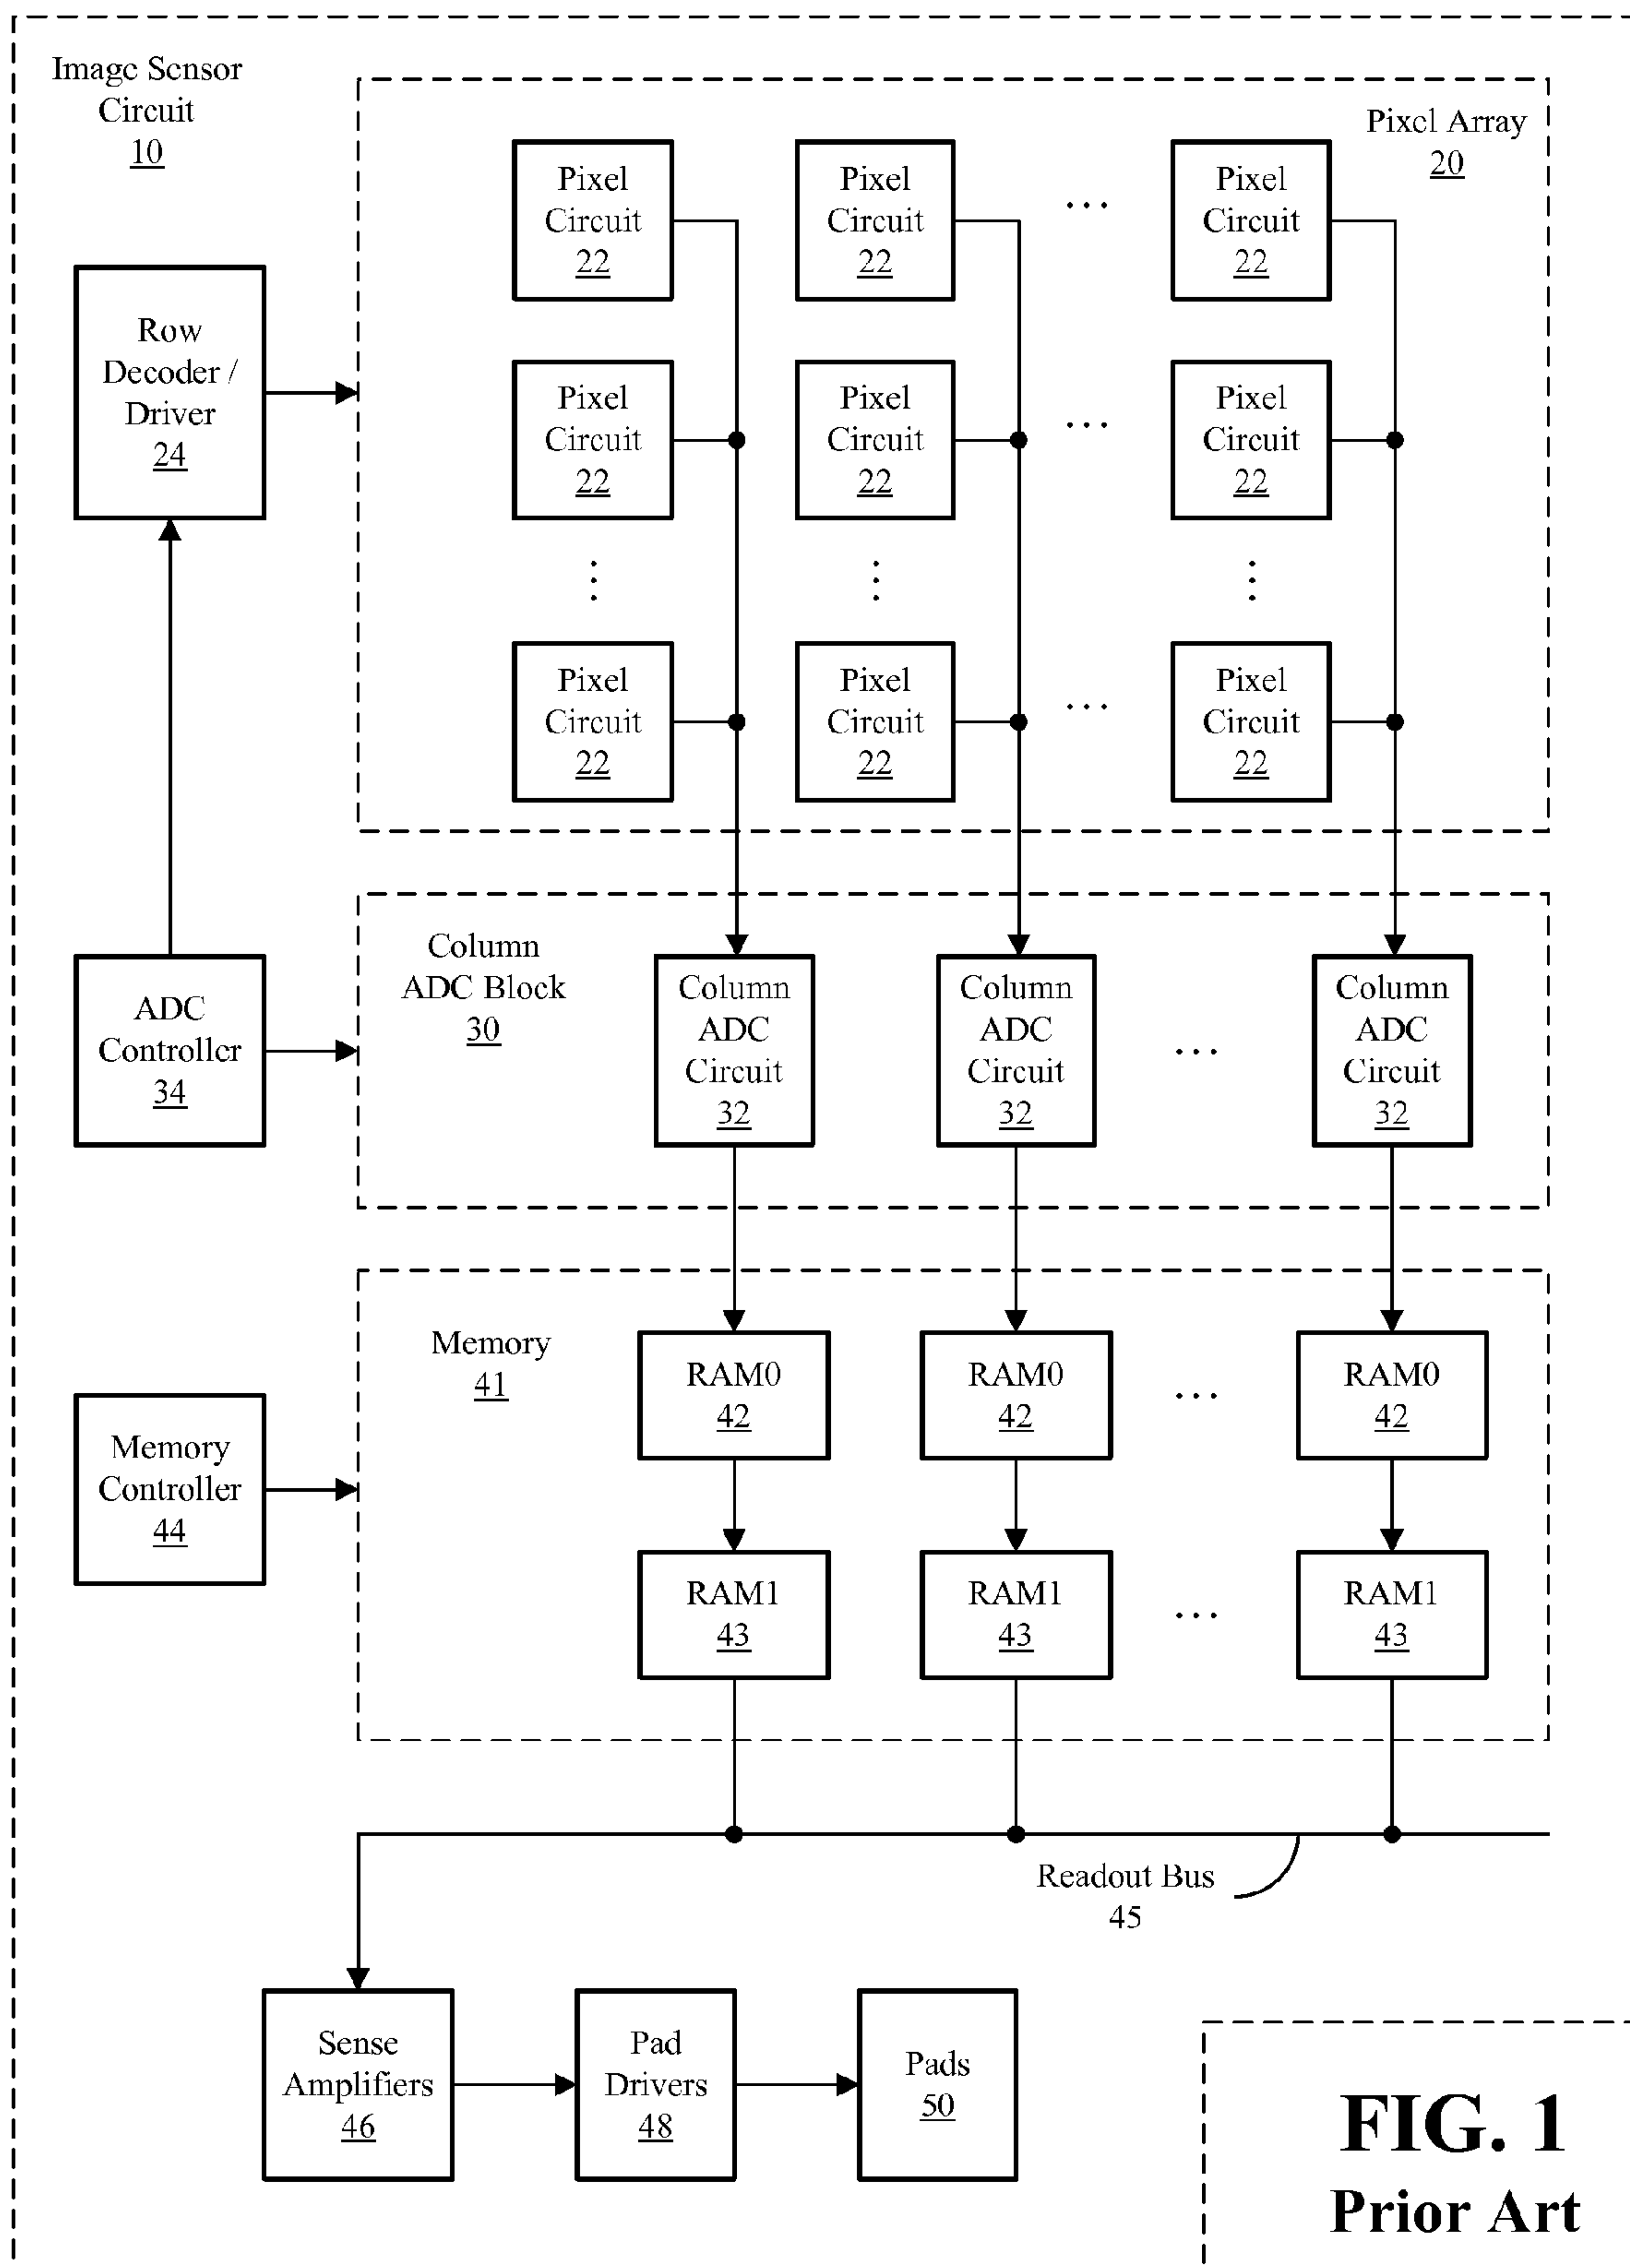 Image Sensor
Circuit
10
Pixel Array
20
Pixel
Circuit
22
Pixel
Circuit
22
...
Pixel
Circuit
22
Row
Decoder /
Driver
24
Pixel
Circuit
22
Pixel
Circuit
22
...
Pixel
Circuit
22
Pixel
Circuit
22
Pixel
Circuit
22
...
Pixel
Circuit
22
ADC
Controller
34
Column
ADC Block
30
Column
ADC
Circuit
32
Column
ADC
Circuit
32
...
Column
ADC
Circuit
32
Memory
41
RAM0
42
RAM0
42
...
RAM0
42
Memory
Controller
44
RAM1
43
RAM1
43
...
RAM1
43
Readout Bus
45
Sense
Amplifiers
46
Pad
Drivers
48
Pads
50
FIG. 1
Prior Art